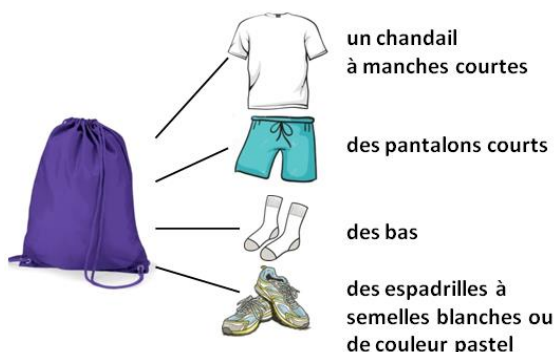 un chandail
à manches courtes
des pantalons courts
des bas
des espadrilles à
semelles blanches ou
de couleur pastel